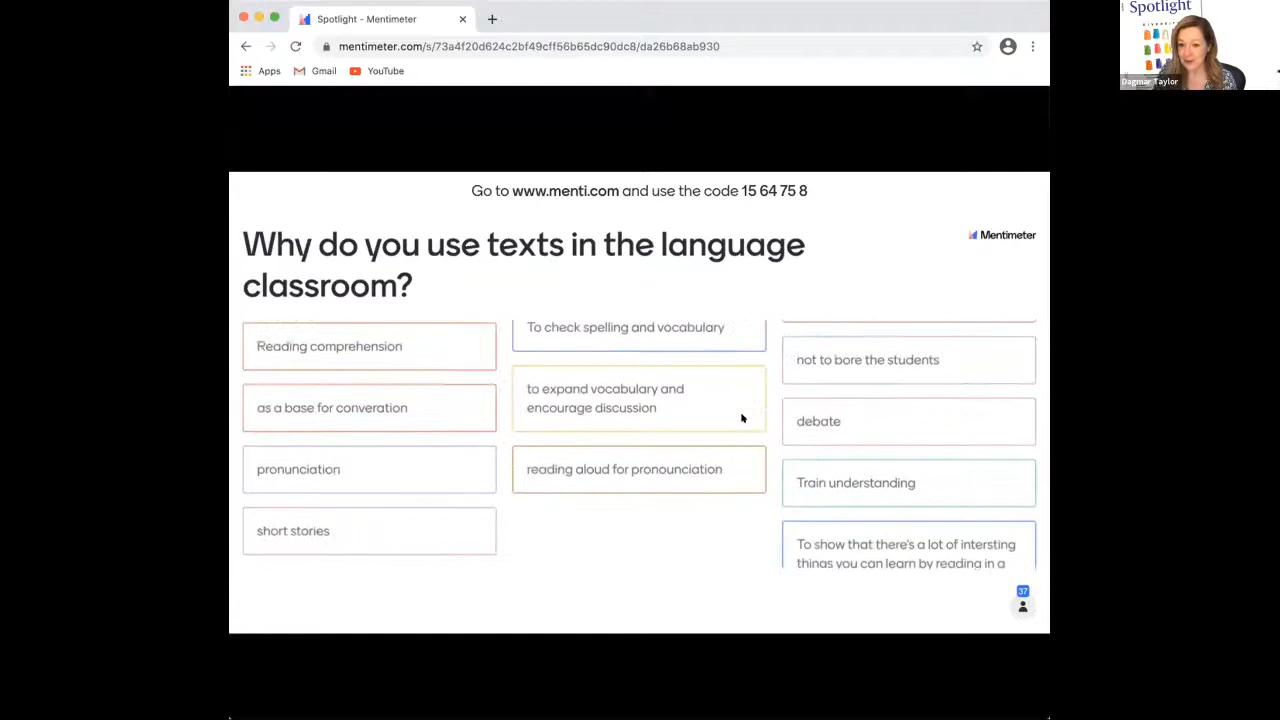 Spotlight - Mentimeter
mentimeter.com/s/73a4f20d624c2bf49cff56b65dc90dc8/da26b68ab930
Apps
Gmail
YouTube
Go to www.menti.com and use the code 15 64 75 8
Why do you use texts in the language
classroom?
Mentimeter
Reading comprehension
as a base for converation
pronunciation
short stories
To check spelling and vocabulary
to expand vocabulary and
encourage discussion
reading aloud for pronounciation
not to bore the students
debate
Train understanding
To show that there's a lot of intersting
things you can learn by reading in a
37
Spotlight
Dagmar Taylor